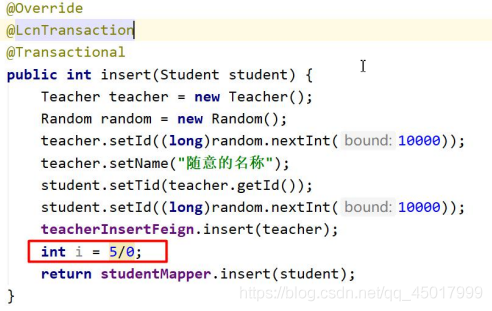 @Override
@LcnTransaction
@Transactional
public int insert(Student student) {
Teacher teacher = new Teacher();
Random random = new Random();
teacher.setId((long)random.nextInt( bound: 10000));
teacher.setName("随意的名称");
student.setTid(teacher.getId());
student.setId((long)random.nextInt( bound: 10000));
teacherInsertFeign.insert(teacher);
int i = 5/0;
return studentMapper.insert(student);
}
https://blog.csdn.net/qq_45017999